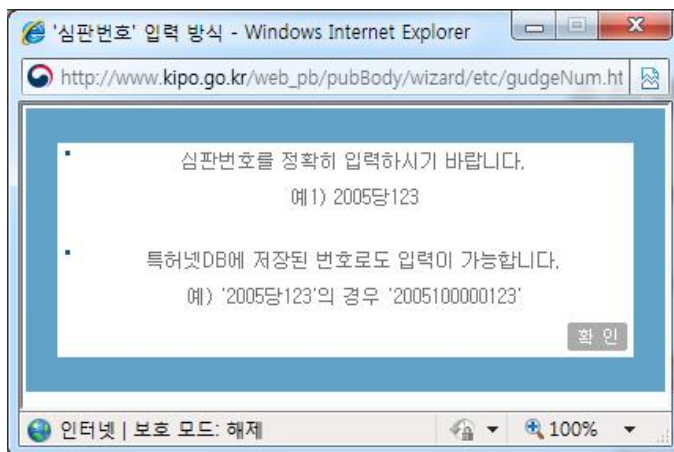 '심판번호' 입력 방식 - Windows Internet Explorer
http://www.kipo.go.kr/web_pb/pubBody/wizard/etc/gudgeNum.ht
심판번호를 정확히 입력하시기 바랍니다.
예1) 2005당123
특허넷DB에 저장된 번호로도 입력이 가능합니다.
예) '2005당123'의 경우 '2005100000123'
확 인
인터넷 | 보호 모드: 해제
100%